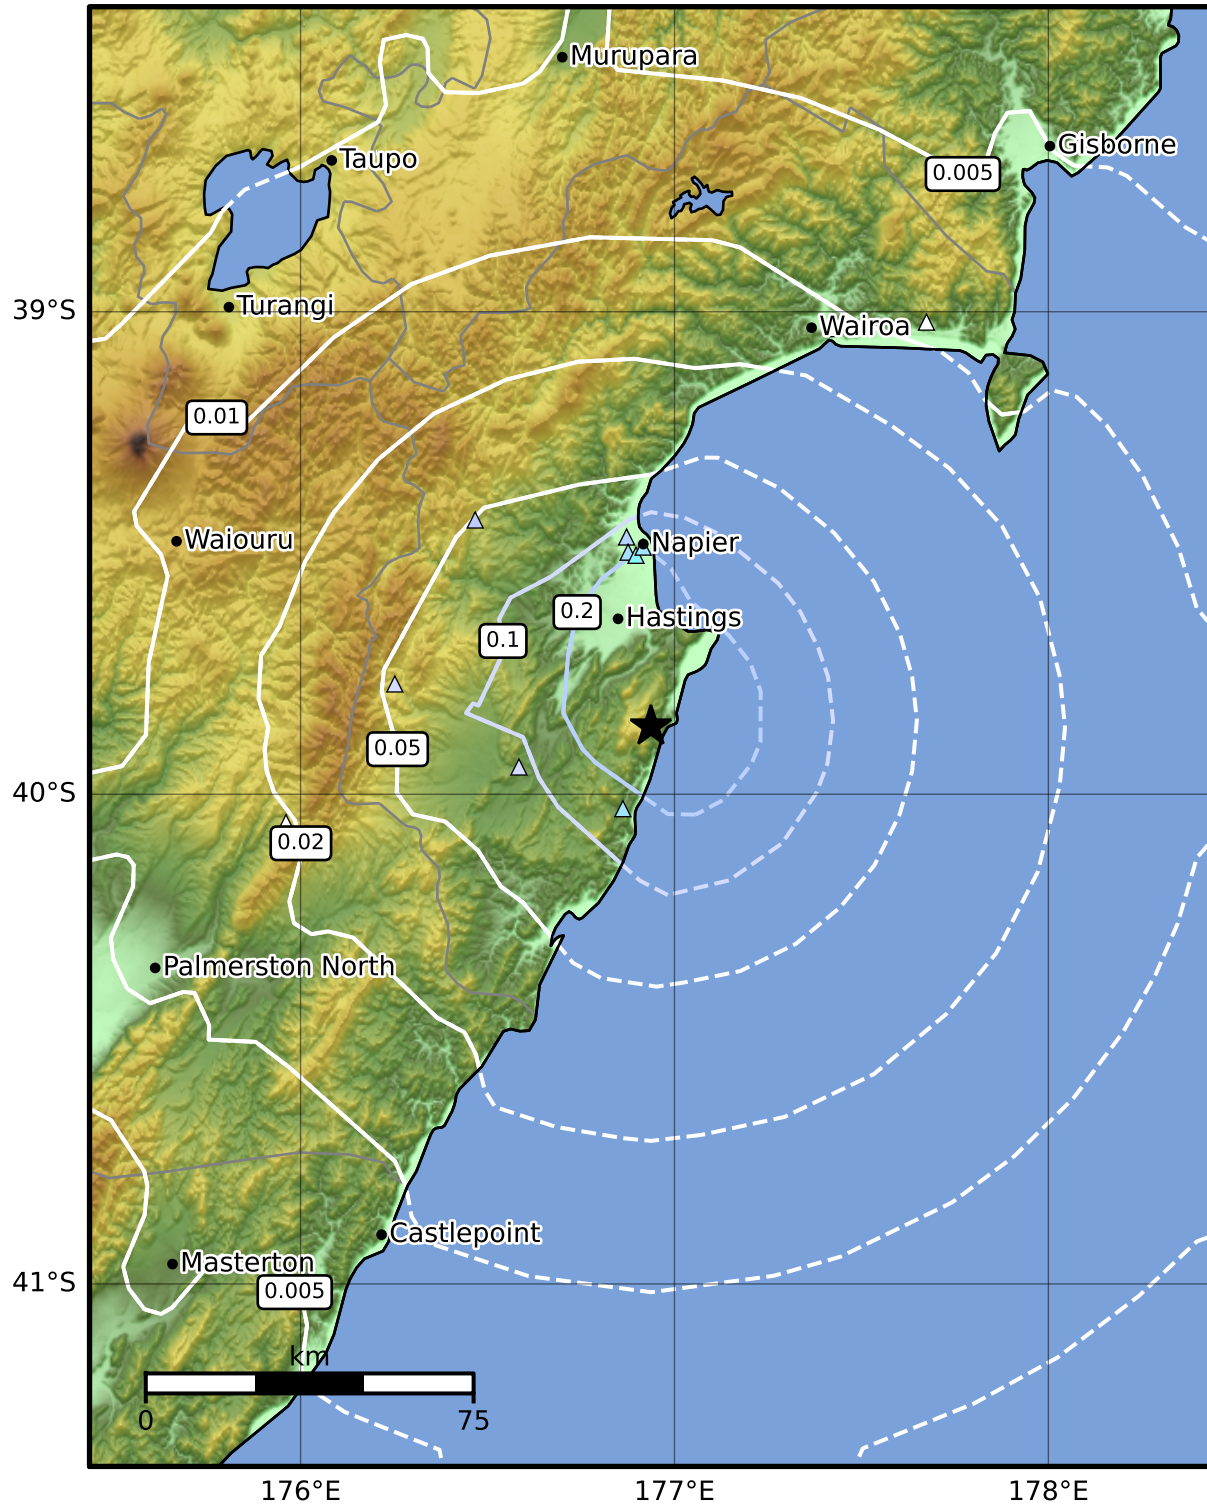 Murupara
Taupo
Gisborne
0.005
39°S
Turangi
Wairoa
0.01
Waiouru
Napier
0.2
Hastings
0.1
0.05
40°S
0.02
Palmerston North
Castlepoint
Masterton
41°S
0.005
km
0
75
176°E
177°E
178°E